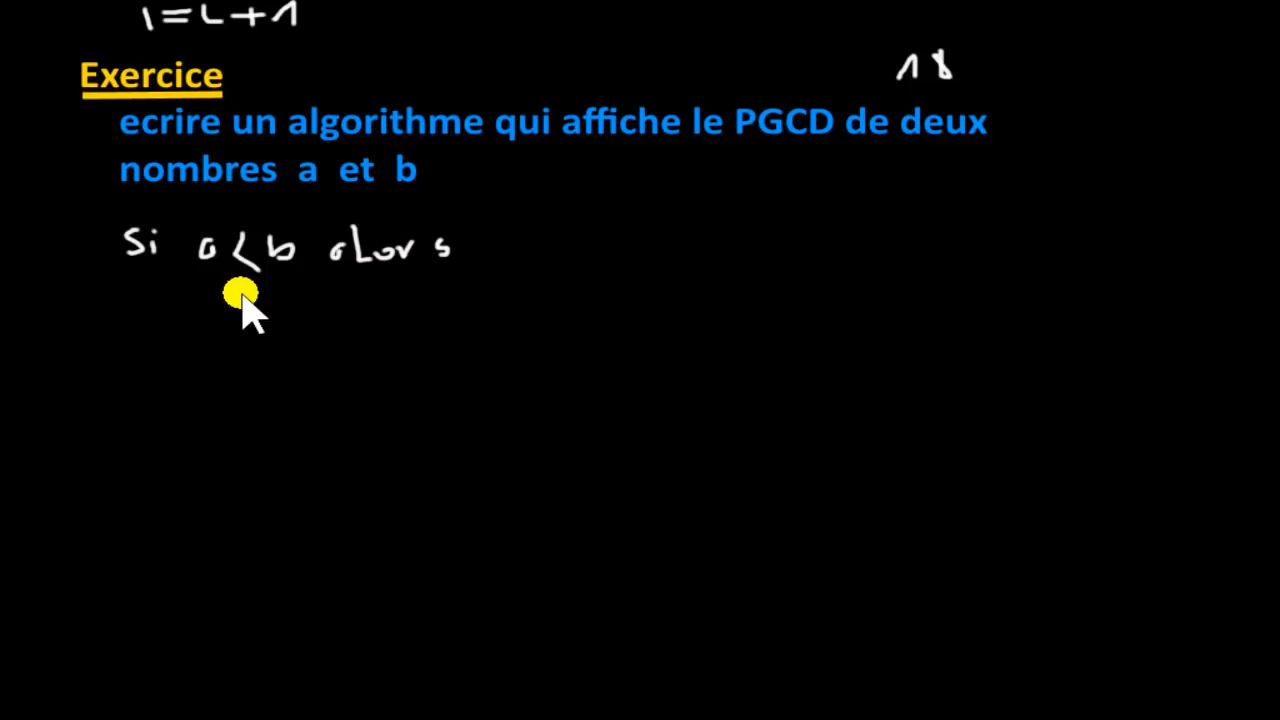 i=i+1
Exercice
18
ecrire un algorithme qui affiche le PGCD de deux
nombres a et b
Si a<b alors